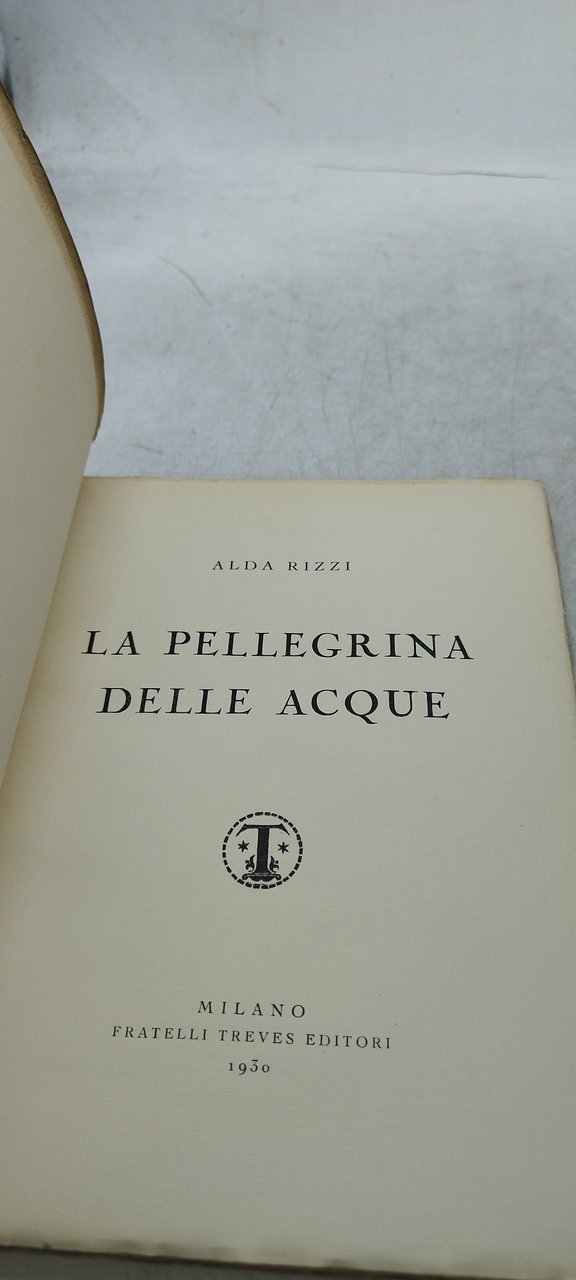 ALDA RIZZI
LA PELLEGRINA
DELLE ACQUE
T
MILANO
FRATELLI TREVES EDITORI
1930